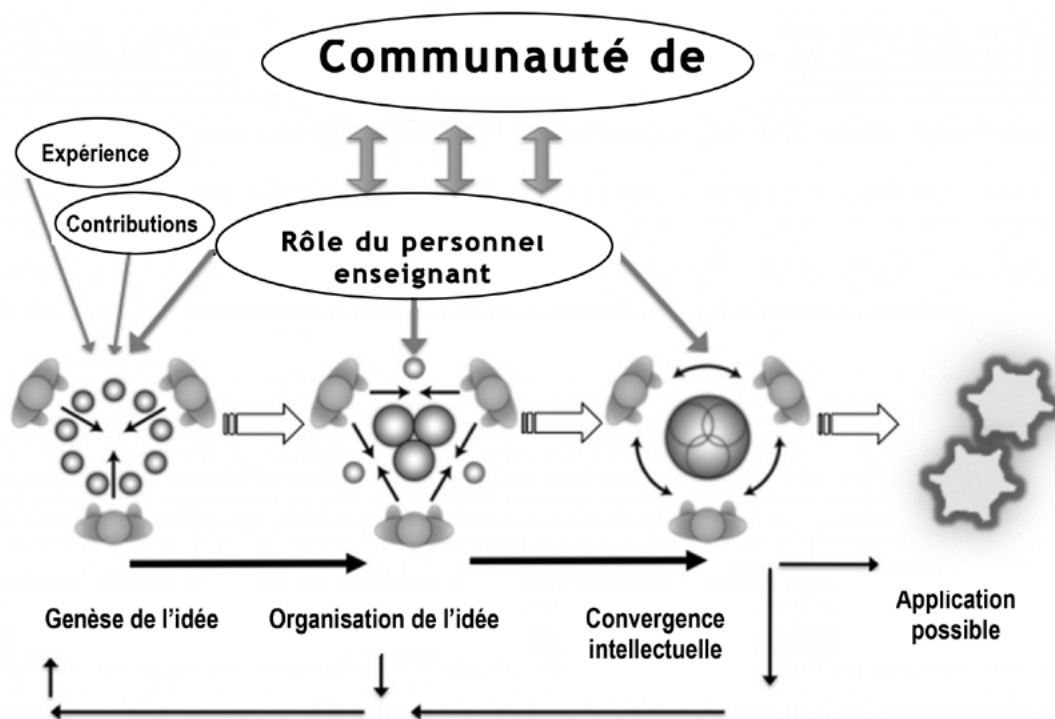 Communauté de
Expérience
Contributions
Rôle du personnel
enseignant
Genèse de l'idée
Organisation de l'idée
Convergence
intellectuelle
Application
possible